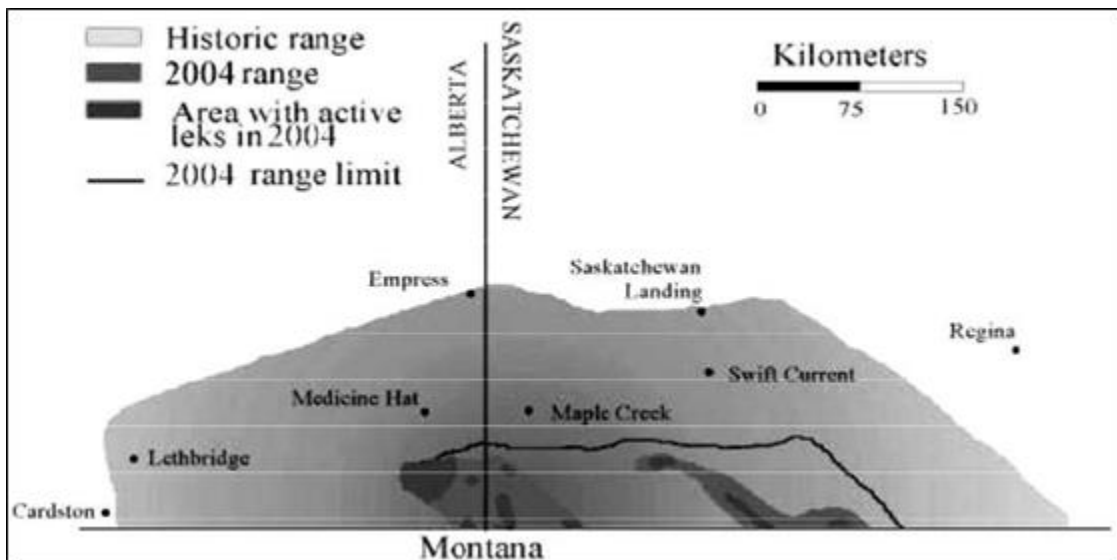 Historic range
2004 range
Area with active
leks in 2004
2004 range limit
ALBERTA
SASKATCHEWAN
Kilometers
0 75 150
Empress
Saskatchewan
Landing
Regina
Swift Current
Medicine Hat
Maple Creek
Lethbridge
Cardston
Montana